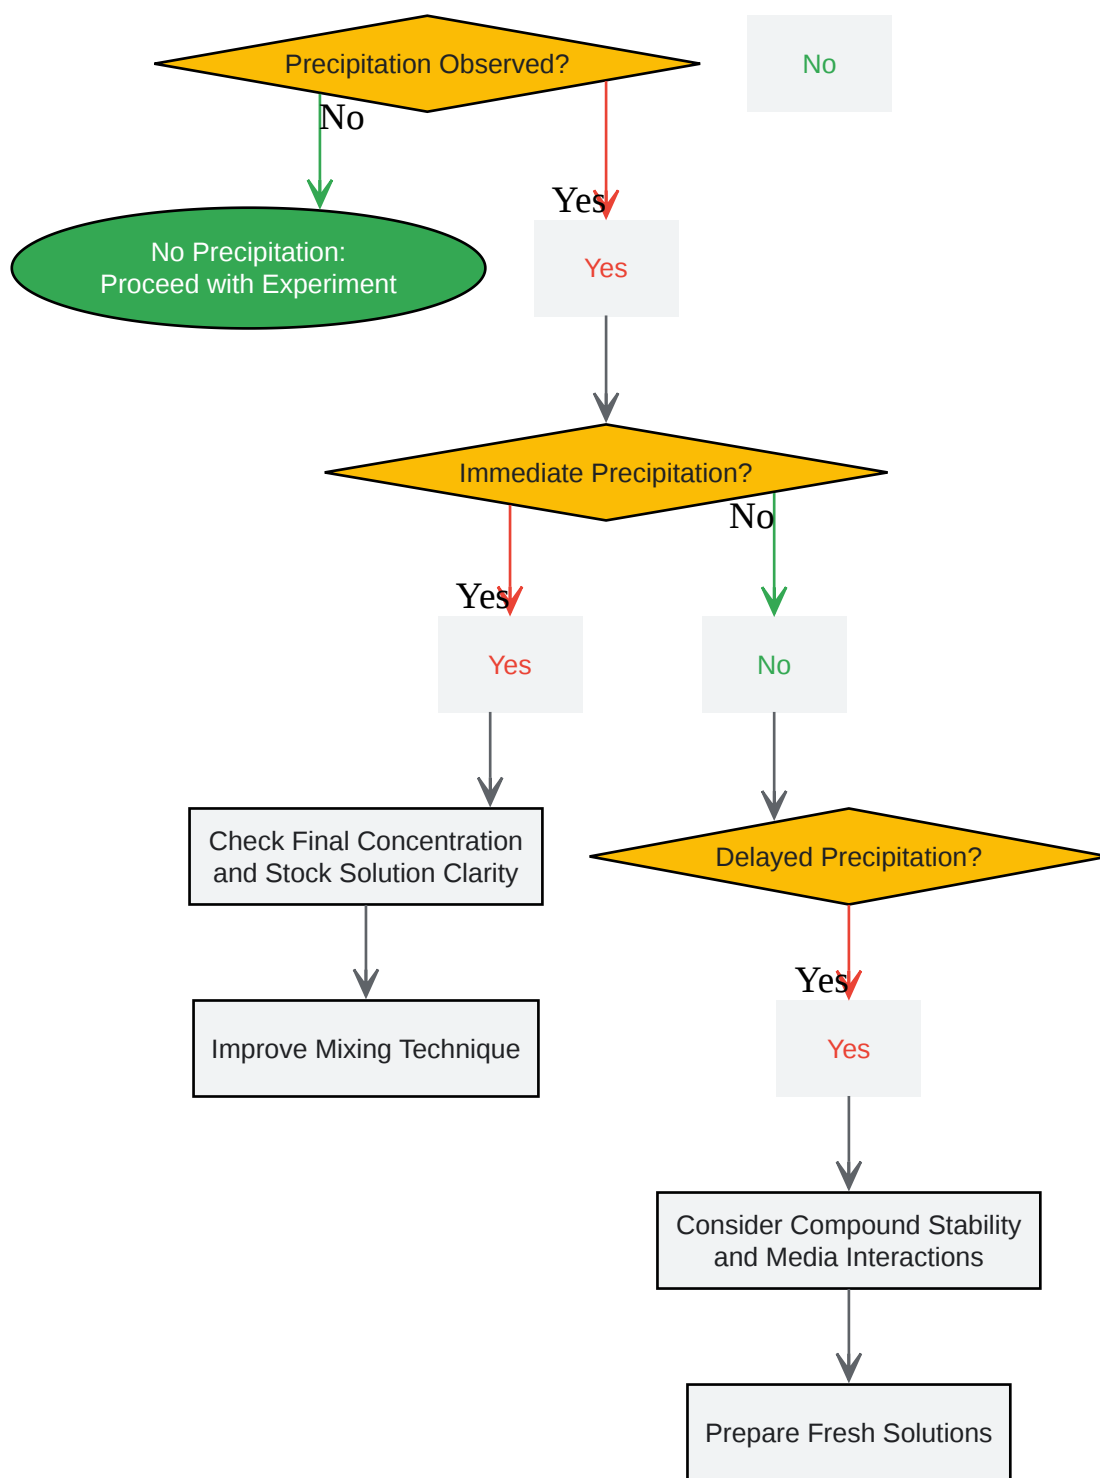 Precipitation Observed?
No
No
Yes
No Precipitation:
Proceed with Experiment
Yes
Immediate Precipitation?
No
Yes
Yes
No
Check Final Concentration
and Stock Solution Clarity
Delayed Precipitation?
Yes
Improve Mixing Technique
Yes
Consider Compound Stability
and Media Interactions
Prepare Fresh Solutions